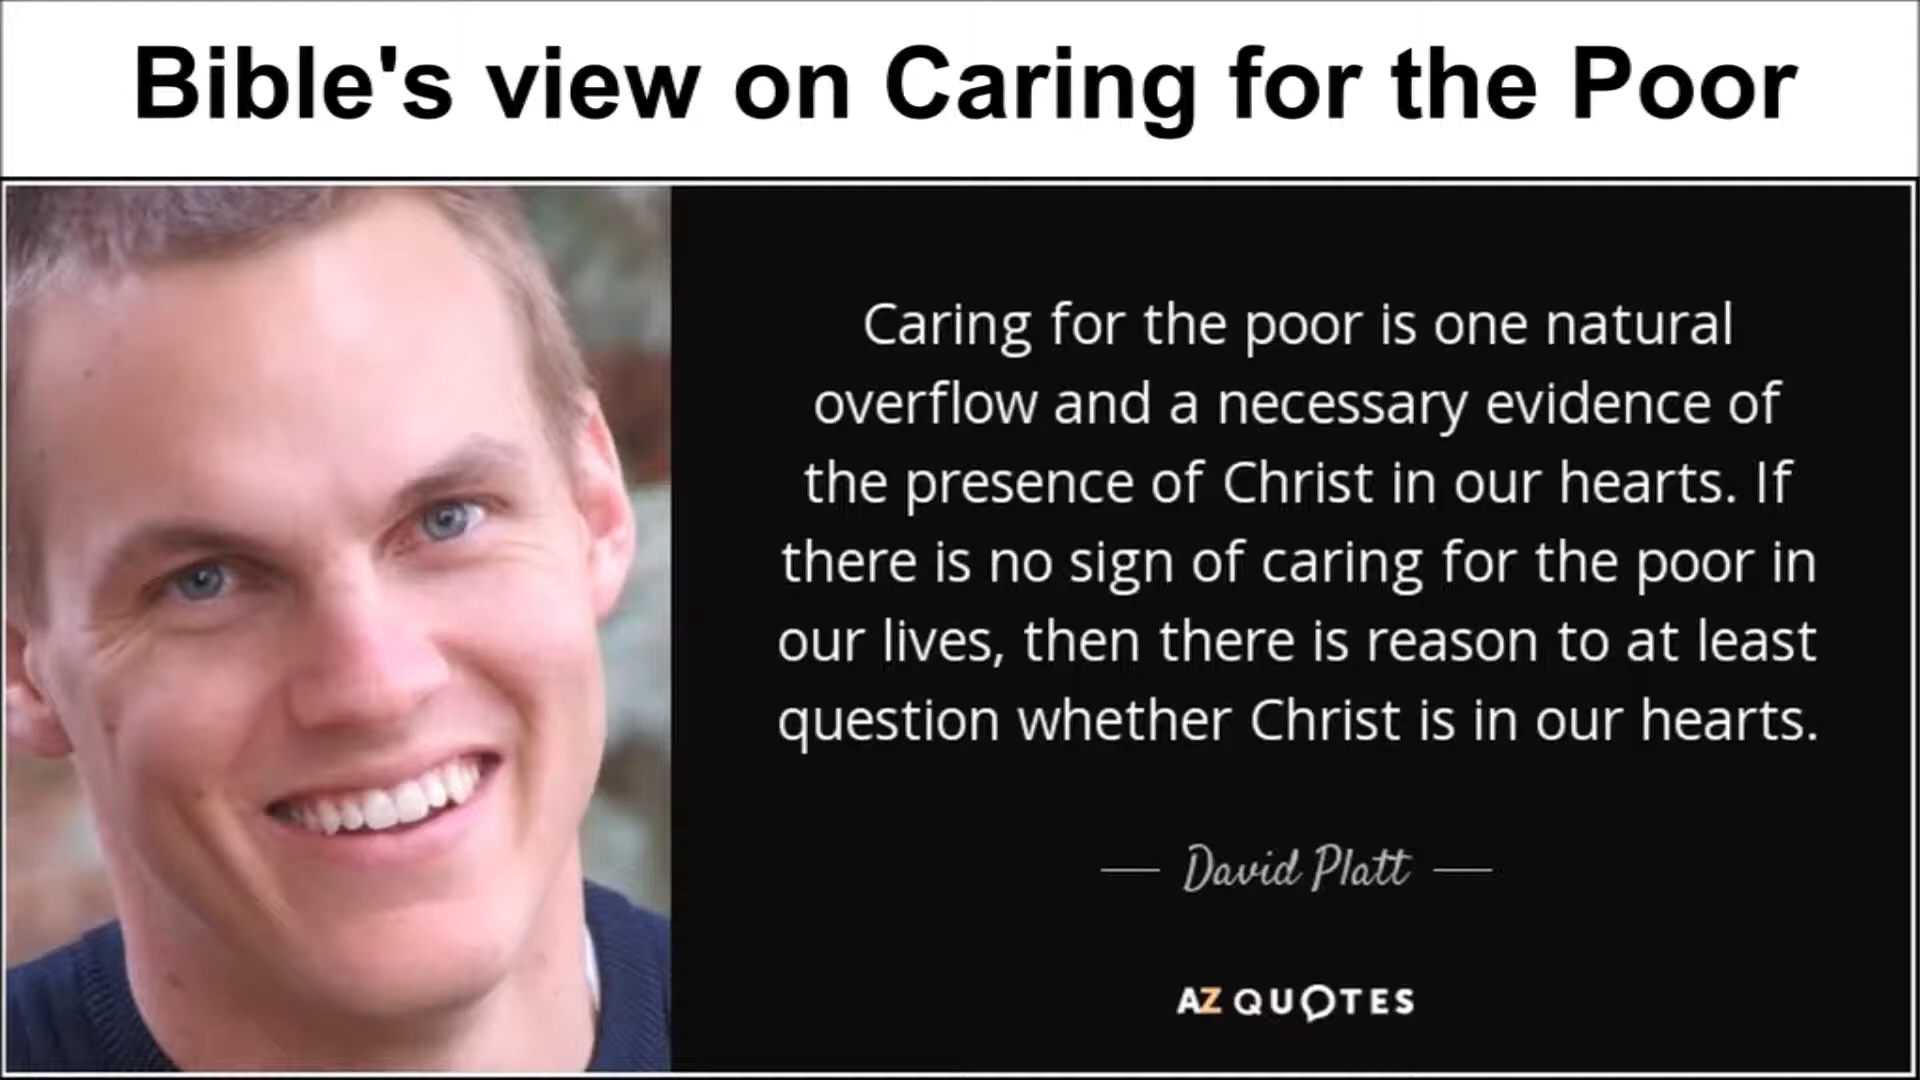 Bible's view on Caring for the Poor
Caring for the poor is one natural
overflow and a necessary evidence of
the presence of Christ in our hearts. If
there is no sign of caring for the poor in
our lives, then there is reason to at least
question whether Christ is in our hearts.
David Platt
AZ QUOTES